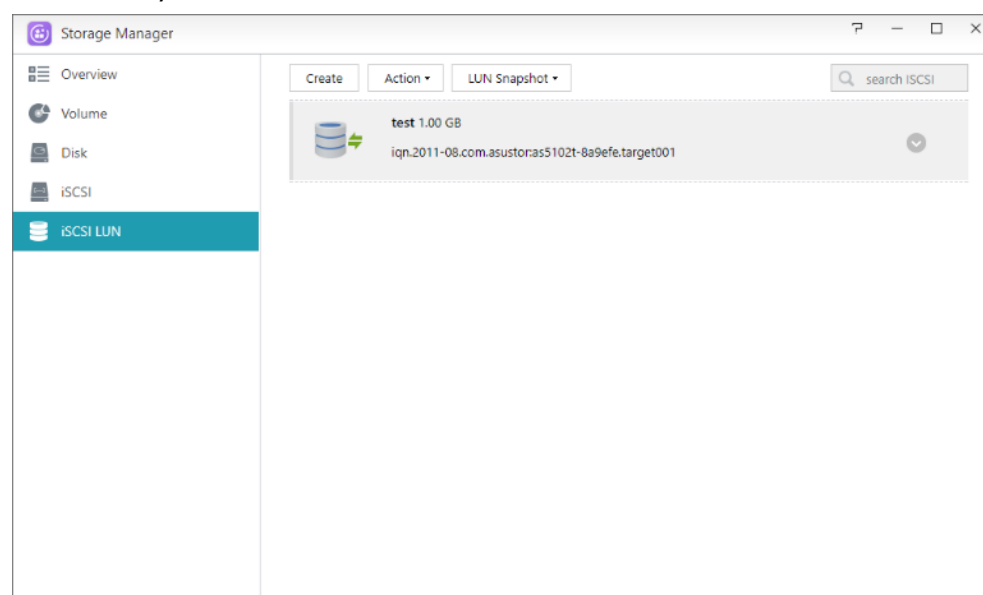 Storage Manager
Overview
Volume
Disk
iSCSI
iSCSI LUN
Create
Action
LUN Snapshot
search iSCSI
test 1.00 GB
iqn.2011-08.com.asustor:as5102t-8a9efe.target001